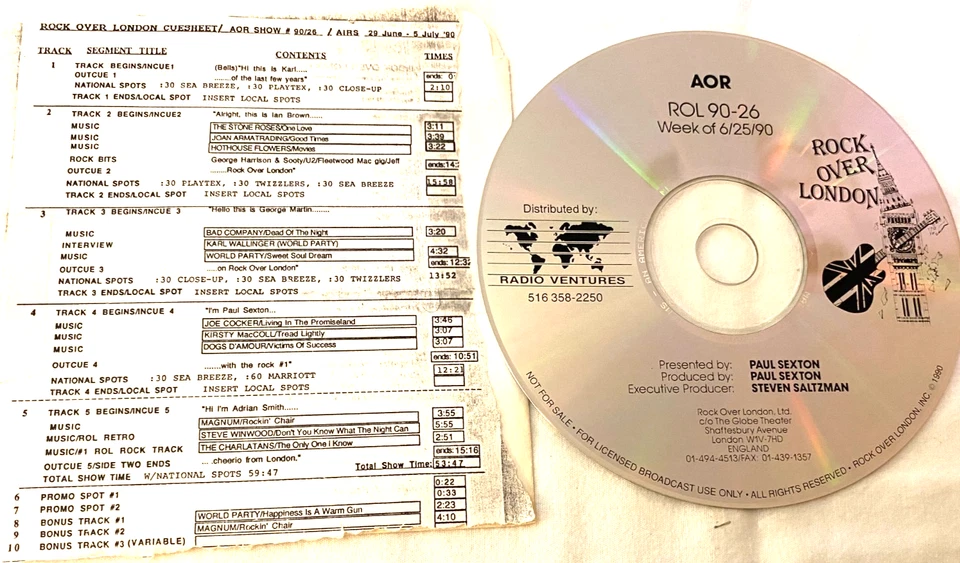 ROCK OVER LONDON CUESHEET/ AOR SHOW # 90/26 / AIRS 29 June - 5 July '90
TRACK SEGMENT TITLE CONTENTS TIMES
1 TRACK BEGINS/INCUE1 (Bells)"Hi this is Karl.....
OUTCUE 1 ........of the last few years" ends: 0
NATIONAL SPOTS :30 SEA BREEZE, :30 PLAYTEX, :30 CLOSE-UP 2:10
TRACK 1 ENDS/LOCAL SPOT INSERT LOCAL SPOTS
2 TRACK 2 BEGINS/INCUE2 "Alright, this is Ian Brown.....
MUSIC THE STONE ROSES/One Love 3:11
MUSIC JOAN ARMATRADING/Good Times 3:39
MUSIC HOTHOUSE FLOWERS/Movies 3:22
ROCK BITS George Harrison & Sooty/U2/Fleetwood Mac gig/Jeff
OUTCUE 2 ........Rock Over London" ends:14:
NATIONAL SPOTS :30 PLAYTEX, :30 TWIZZLERS, :30 SEA BREEZE 15:58
TRACK 2 ENDS/LOCAL SPOT INSERT LOCAL SPOTS
3 TRACK 3 BEGINS/INCUE 3 "Hello this is George Martin.......
MUSIC BAD COMPANY/Dead Of The Night 3:20
INTERVIEW KARL WALLINGER (WORLD PARTY)
MUSIC WORLD PARTY/Sweet Soul Dream 4:32
OUTCUE 3 ....on Rock Over London" ends:12:32
NATIONAL SPOTS :30 CLOSE-UP, :30 SEA BREEZE, :30 TWIZZLERS 13:52
TRACK 3 ENDS/LOCAL SPOT INSERT LOCAL SPOTS
4 TRACK 4 BEGINS/INCUE 4 "I'm Paul Sexton...
MUSIC JOE COCKER/Living In The Promiseland 3:46
MUSIC KIRSTY MacCOLL/Tread Lightly 3:07
MUSIC DOGS D'AMOUR/Victims Of Success 3:07
OUTCUE 4 ........with the rock #1" ends: 10:51
NATIONAL SPOTS :30 SEA BREEZE, :60 MARRIOTT 12:21
TRACK 4 ENDS/LOCAL SPOT INSERT LOCAL SPOTS
5 TRACK 5 BEGINS/INCUE 5 "Hi I'm Adrian Smith......
MUSIC MAGNUM/Rockin' Chair 3:55
MUSIC/ROL RETRO STEVE WINWOOD/Don't You Know What The Night Can 5:55
MUSIC/#1 ROL ROCK TRACK THE CHARLATANS/The Only One I Know 2:51
OUTCUE 5/SIDE TWO ENDS ....cheerio from London." ends:15:16
TOTAL SHOW TIME W/NATIONAL SPOTS 59:47 Total Show Time: 53:47
6 PROMO SPOT #1 0:22
7 PROMO SPOT #2 0:33
8 BONUS TRACK #1 WORLD PARTY/Happiness Is A Warm Gun 2:23
9 BONUS TRACK #2 MAGNUM/Rockin' Chair 4:10
10 BONUS TRACK #3 (VARIABLE)
AOR
ROL 90-26
Week of 6/25/90
ROCK
OVER
LONDON
Distributed by:
RADIO VENTURES
516 358-2250
Presented by: PAUL SEXTON
Produced by: PAUL SEXTON
Executive Producer: STEVEN SALTZMAN
Rock Over London, Ltd.
c/o The Globe Theater
Shaftesbury Avenue
London W1V-7HD
ENGLAND
01-494-4513/FAX: 01-439-1357
NOT FOR SALE • FOR LICENSED BROADCAST USE ONLY • ALL RIGHTS RESERVED • ROCK OVER LONDON, INC. © 1990